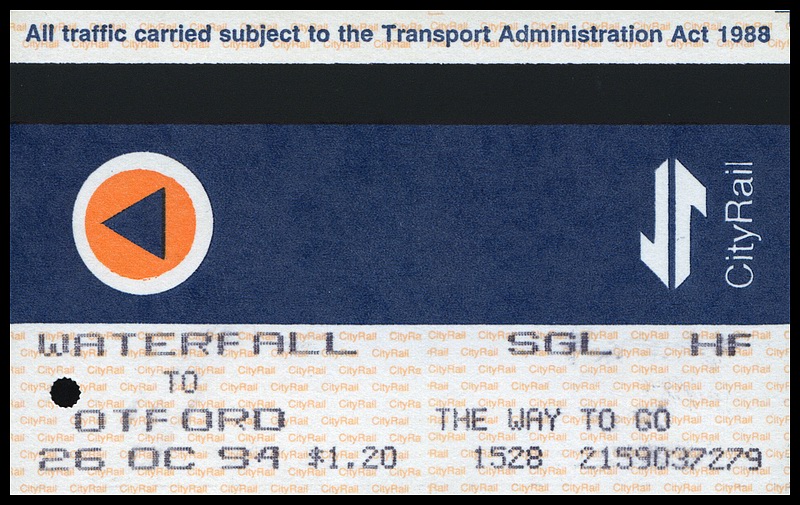 All traffic carried subject to the Transport Administration Act 1988
CityRail
WATERFALL SGL HF
TO
OTFORD THE WAY TO GO
26 OC 94 $1.20 1528 2159037279